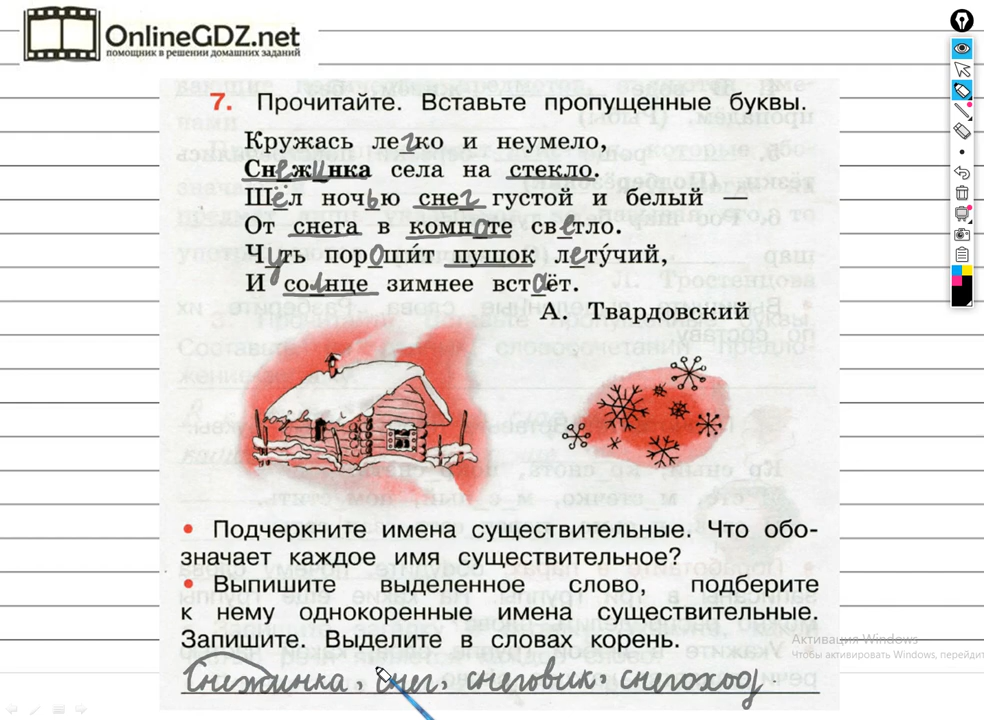 OnlineGDZ.net
помощник в решении домашних заданий
7. Прочитайте. Вставьте пропущенные буквы.
Кружась легко и неумело,
Снежинка села на стекло.
Шёл ночью снег густой и белый —
От снега в комнате светло.
Чуть порошит пушок летучий,
И солнце зимнее встаёт.
А. Твардовский
• Подчеркните имена существительные. Что обо-
значает каждое имя существительное?
• Выпишите выделенное слово, подберите
к нему однокоренные имена существительные.
Запишите. Выделите в словах корень.
Активация Windows
Чтобы активировать Windows, перейдит
Снежинка, снег, снеговик, снегоход.